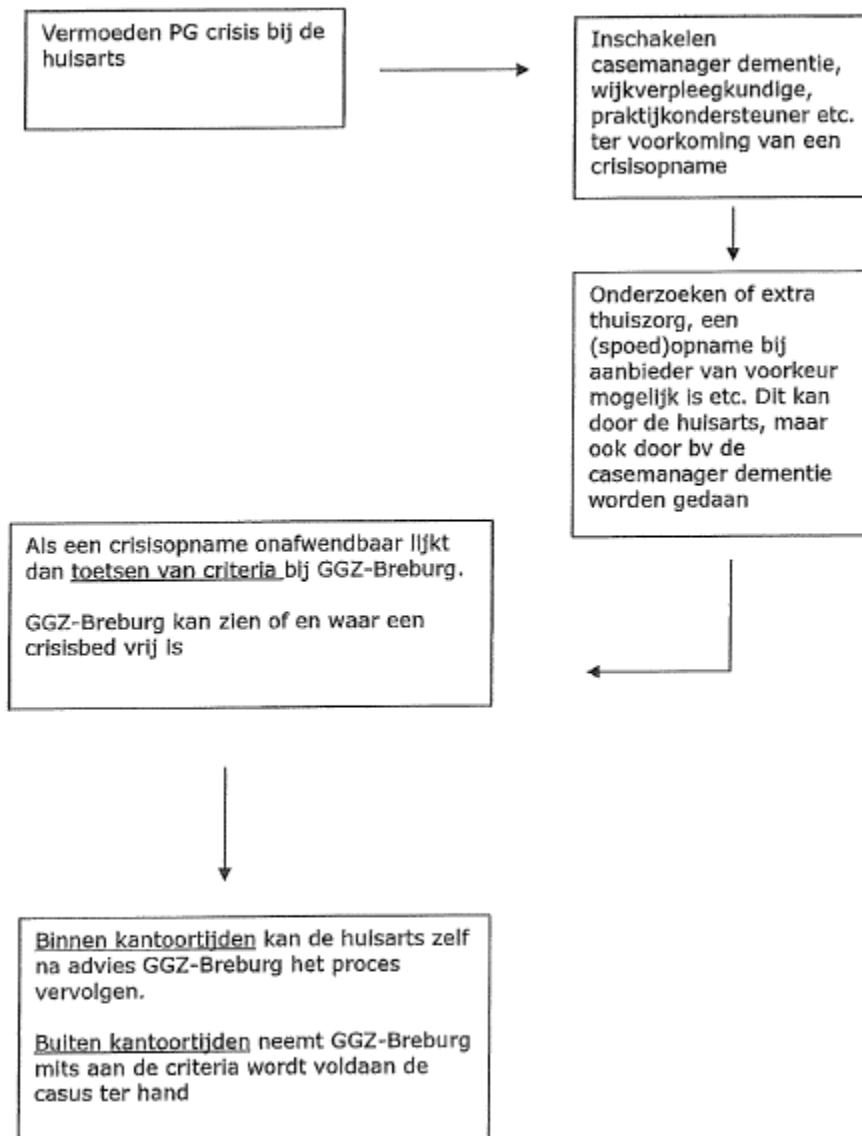 Vermoeden PG crisis bij de
huisarts
Inschakelen
casemanager dementie,
wijkverpleegkundige,
praktijkondersteuner etc.
ter voorkoming van een
crisisopname
Onderzoeken of extra
thuiszorg, een
(spoed)opname bij
aanbieder van voorkeur
mogelijk is etc. Dit kan
door de huisarts, maar
ook door bv de
casemanager dementie
worden gedaan
Als een crisisopname onafwendbaar lijkt
dan toetsen van criteria bij GGZ-Breburg.
GGZ-Breburg kan zien of en waar een
crisisbed vrij is
Binnen kantoortijden kan de huisarts zelf
na advies GGZ-Breburg het proces
vervolgen.
Buiten kantoortijden neemt GGZ-Breburg
mits aan de criteria wordt voldaan de
casus ter hand